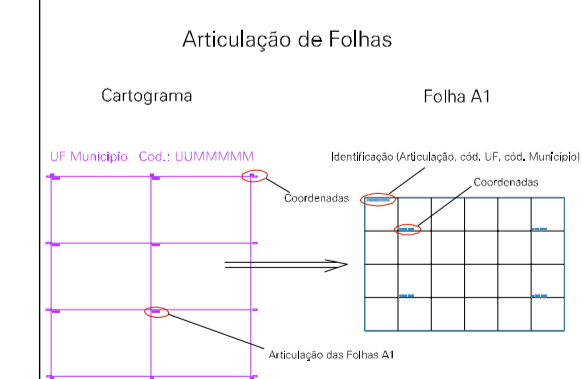 Articulação de Folhas
Cartograma
Folha A1
UF Municipio Cod.: UUMMMMM
Identificação (Articulação, cód. UF, cód. Município)
Coordenadas
Coordenadas
Articulação das Folhas A1